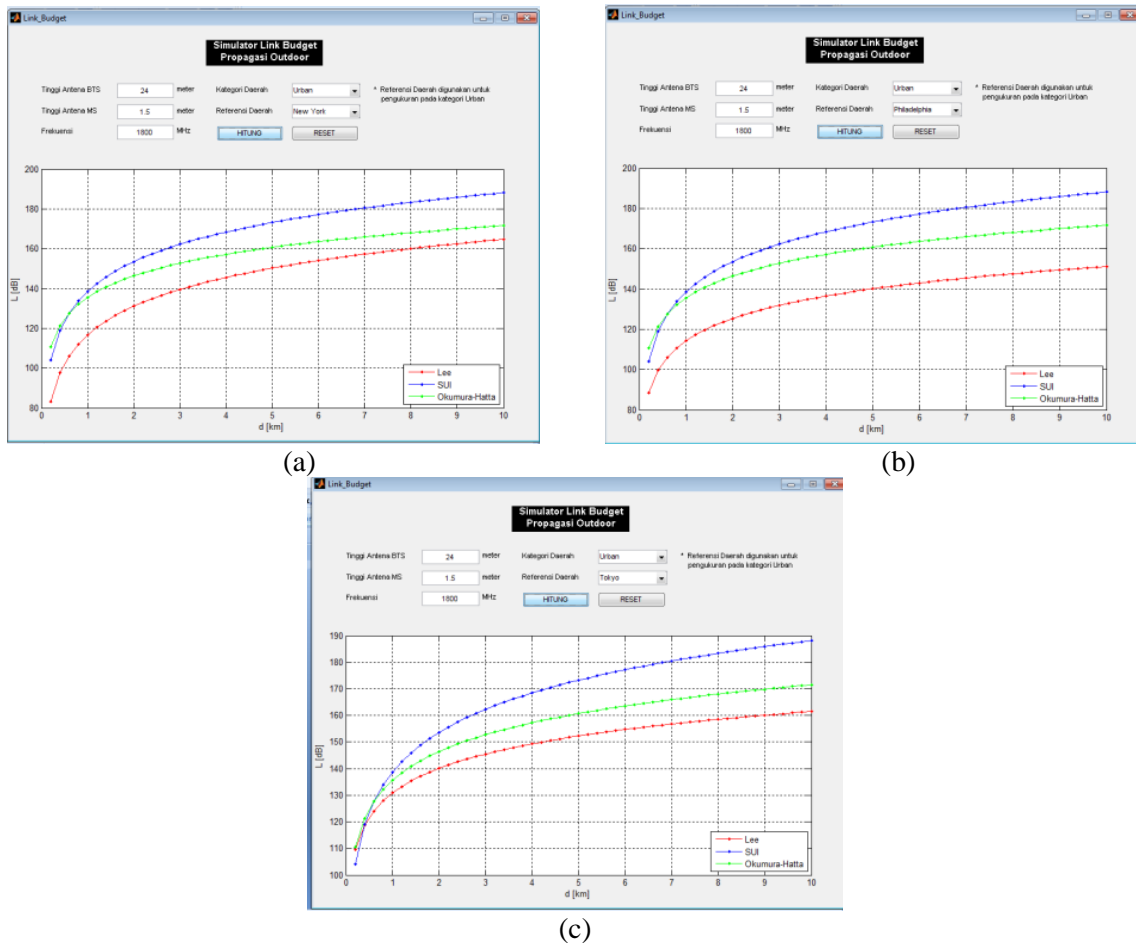 Link_Budget
Simulator Link Budget
Propagasi Outdoor
Tinggi Antena BTS 24 meter Kategori Daerah Urban * Referensi Daerah digunakan untuk
pengukuran pada kategori Urban
Tinggi Antena MS 1.5 meter Referensi Daerah New York
Frekuensi 1800 MHz HITUNG RESET
200
180
160
140
120
100
80
L [dB]
0 1 2 3 4 5 6 7 8 9 10
d [km]
Lee
SUI
Okumura-Hatta
(a)
Link_Budget
Simulator Link Budget
Propagasi Outdoor
Tinggi Antena BTS 24 meter Kategori Daerah Urban * Referensi Daerah digunakan untuk
pengukuran pada kategori Urban
Tinggi Antena MS 1.5 meter Referensi Daerah Philadelphia
Frekuensi 1800 MHz HITUNG RESET
200
180
160
140
120
100
80
L [dB]
0 1 2 3 4 5 6 7 8 9 10
d [km]
Lee
SUI
Okumura-Hatta
(b)
Link_Budget
Simulator Link Budget
Propagasi Outdoor
Tinggi Antena BTS 24 meter Kategori Daerah Urban * Referensi Daerah digunakan untuk
pengukuran pada kategori Urban
Tinggi Antena MS 1.5 meter Referensi Daerah Tokyo
Frekuensi 1800 MHz HITUNG RESET
190
180
170
160
150
140
130
120
110
100
L [dB]
0 1 2 3 4 5 6 7 8 9 10
d [km]
Lee
SUI
Okumura-Hatta
(c)